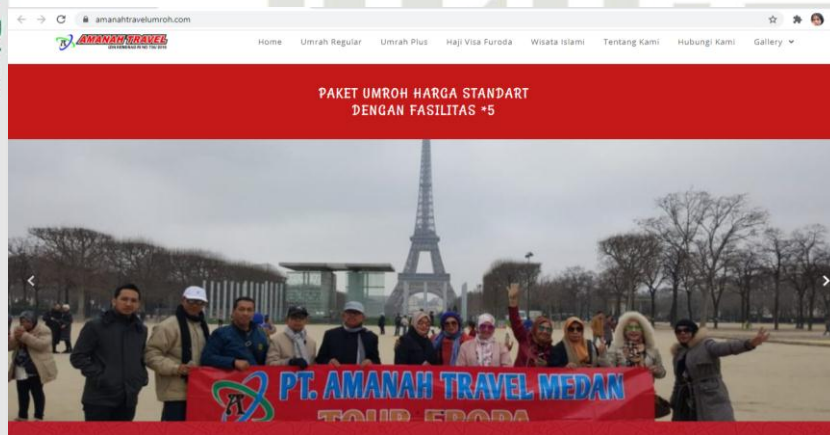 amanahtravelumroh.com
AMANAH TRAVEL
Home Umrah Regular Umrah Plus Haji Visa Furoda Wisata Islami Tentang Kami Hubungi Kami Gallery
PAKET UMROH HARGA STANDART
DENGAN FASILITAS *5
PT. AMANAH TRAVEL MEDAN
TOUR EROPA